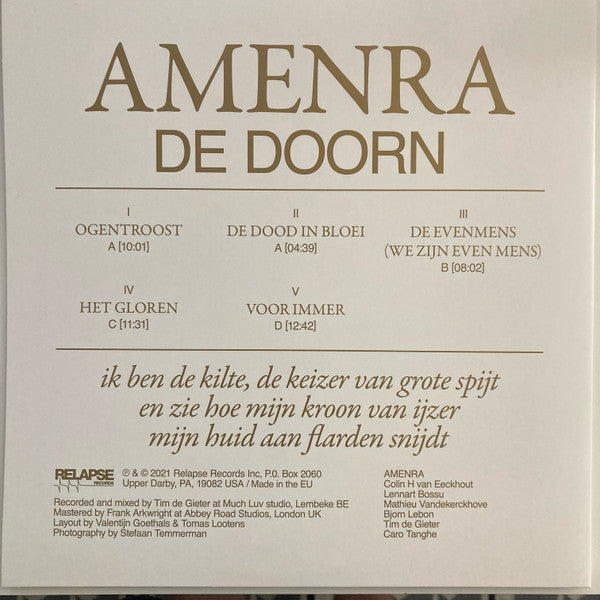 AMENRA
DE DOORN
I
OGENTROOST
A [10:01]
II
DE DOOD IN BLOEI
A [04:39]
III
DE EVENMENS
(WE ZIJN EVEN MENS)
B [08:02]
IV
HET GLOREN
C [11:31]
V
VOOR IMMER
D [12:42]
ik ben de kilte, de keizer van grote spijt
en zie hoe mijn kroon van ijzer
mijn huid aan flarden snijdt
RELAPSE
RECORDS
℗ & © 2021 Relapse Records Inc, P.O. Box 2060
Upper Darby, PA, 19082 USA / Made in the EU
Recorded and mixed by Tim de Gieter at Much Luv studio, Lembeke BE
Mastered by Frank Arkwright at Abbey Road Studios, London UK
Layout by Valentijn Goethals & Tomas Lootens
Photography by Stefaan Temmerman
AMENRA
Colin H van Eeckhout
Lennart Bossu
Mathieu Vandekerckhove
Bjorn Lebon
Tim de Gieter
Caro Tanghe